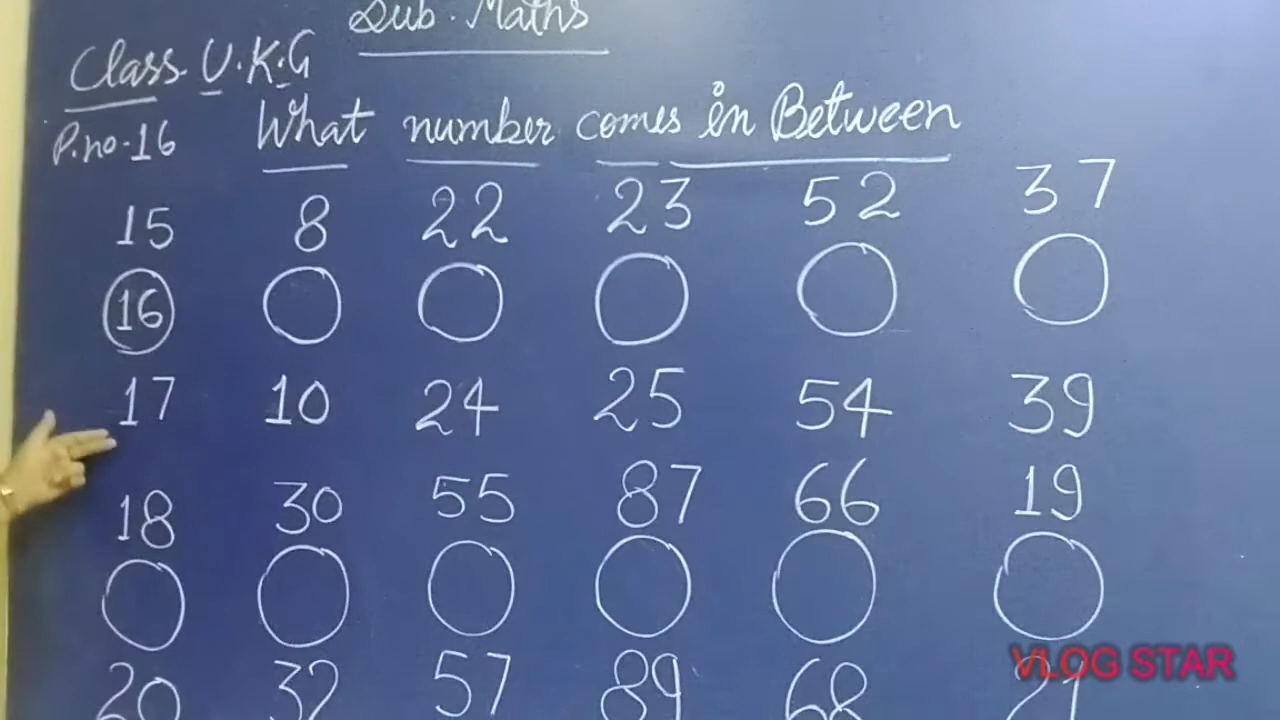 Sub. Maths
Class. U.K.G
P.no-16 What number comes in Between
15 8 22 23 52 37
16
17 10 24 25 54 39
18 30 55 87 66 19
20 32 57 89 68 21
VLOG STAR